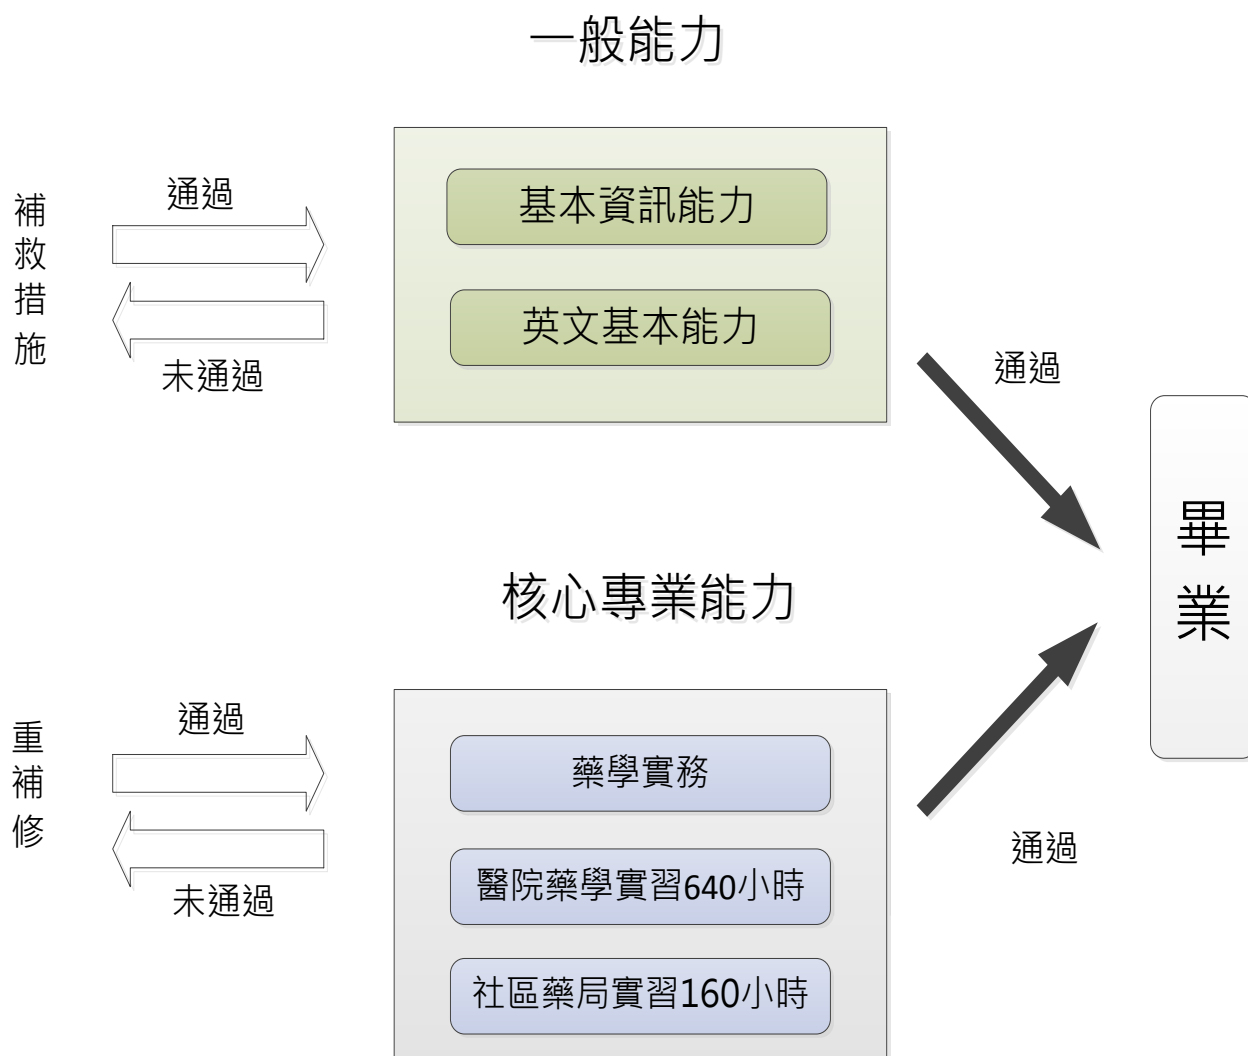 一般能力
補救措施
通過
未通過
基本資訊能力
英文基本能力
通過
畢業
核心專業能力
重補修
通過
未通過
藥學實務
醫院藥學實習640小時
社區藥局實習160小時
通過